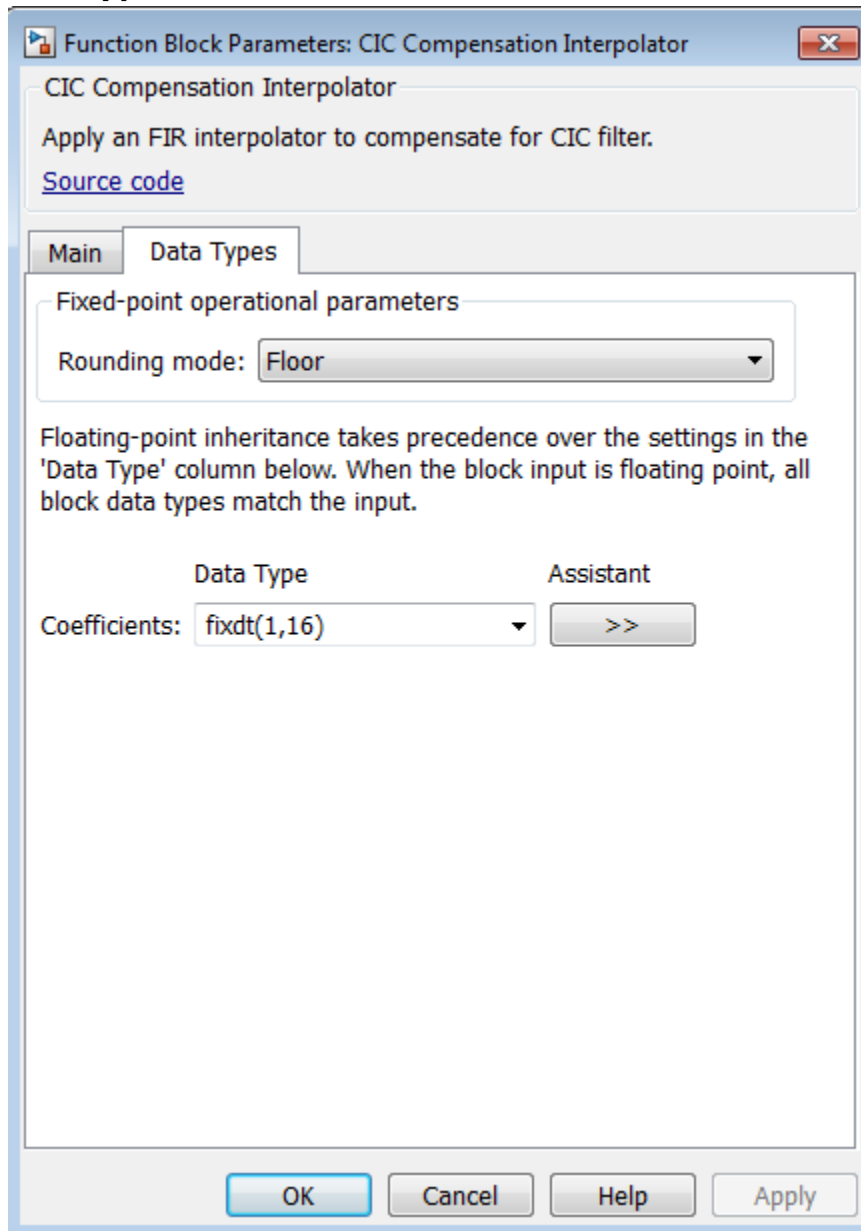 Function Block Parameters: CIC Compensation Interpolator
CIC Compensation Interpolator
Apply an FIR interpolator to compensate for CIC filter.
Source code
Main Data Types
Fixed-point operational parameters
Rounding mode: Floor
Floating-point inheritance takes precedence over the settings in the
'Data Type' column below. When the block input is floating point, all
block data types match the input.
Data Type Assistant
Coefficients: fixdt(1,16) >>
OK Cancel Help Apply